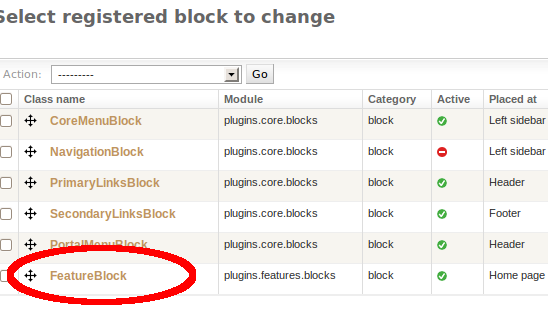 Select registered block to change
Action: --------- Go
Class name Module Category Active Placed at
CoreMenuBlock plugins.core.blocks block Left sidebar
NavigationBlock plugins.core.blocks block Left sidebar
PrimaryLinksBlock plugins.core.blocks block Header
SecondaryLinksBlock plugins.core.blocks block Footer
PortalMenuBlock plugins.core.blocks block Header
FeatureBlock plugins.features.blocks block Home page